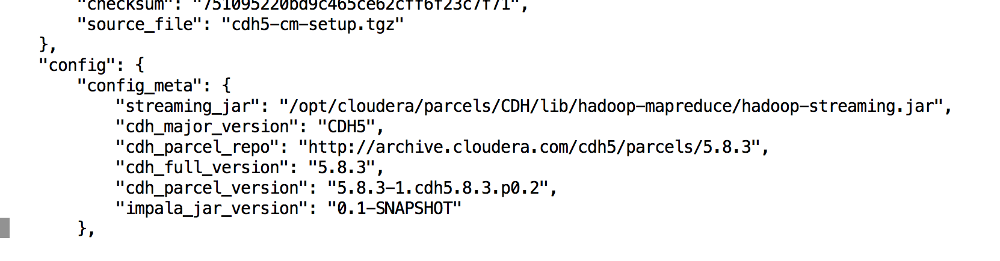 "checksum": "751095220bd9c465ce62cff6f23c7f71",
"source_file": "cdh5-cm-setup.tgz"
},
"config": {
"config_meta": {
"streaming_jar": "/opt/cloudera/parcels/CDH/lib/hadoop-mapreduce/hadoop-streaming.jar",
"cdh_major_version": "CDH5",
"cdh_parcel_repo": "http://archive.cloudera.com/cdh5/parcels/5.8.3",
"cdh_full_version": "5.8.3",
"cdh_parcel_version": "5.8.3-1.cdh5.8.3.p0.2",
"impala_jar_version": "0.1-SNAPSHOT"
},